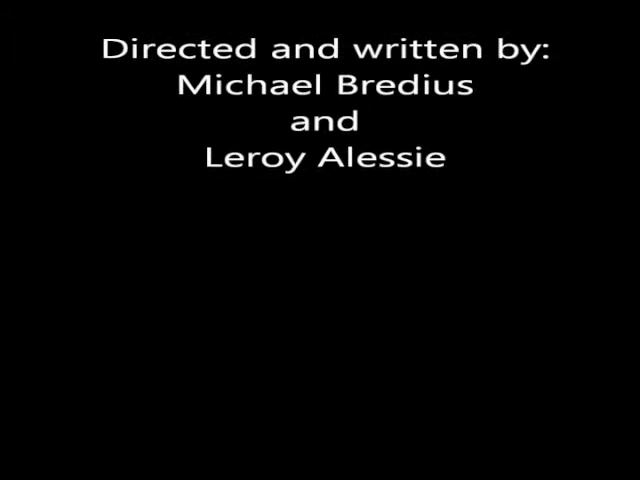 Directed and written by:
Michael Bredius
and
Leroy Alessie